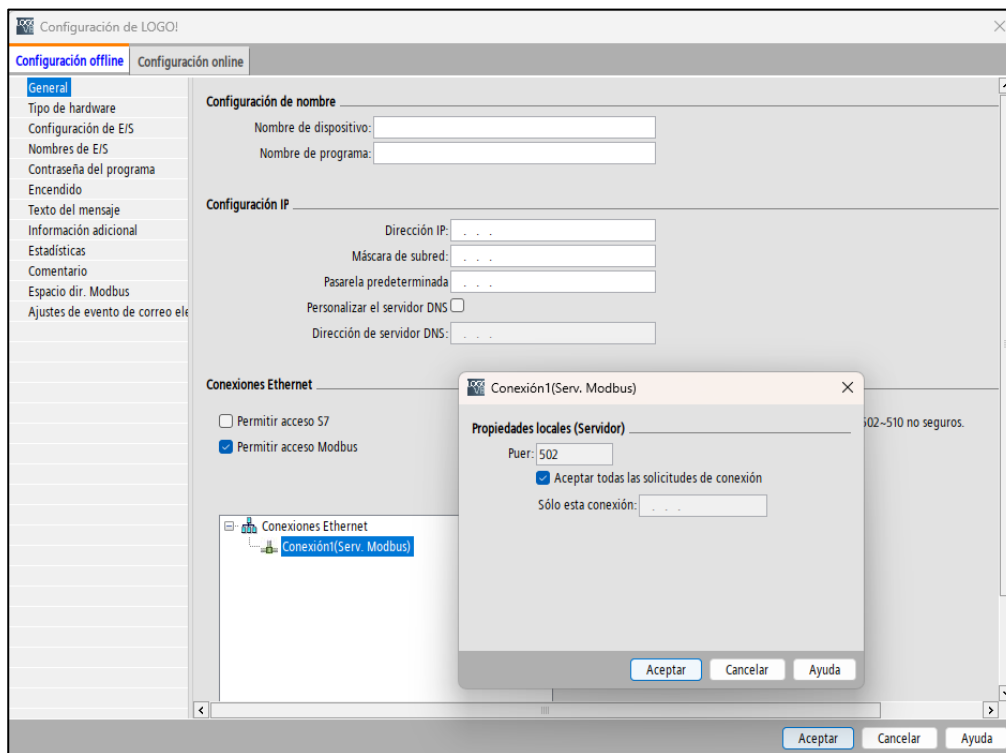 Configuración de LOGO!
Configuración offline
Configuración online
General
Tipo de hardware
Configuración de E/S
Nombres de E/S
Contraseña del programa
Encendido
Texto del mensaje
Información adicional
Estadísticas
Comentario
Espacio dir. Modbus
Ajustes de evento de correo ele
Configuración de nombre
Nombre de dispositivo:
Nombre de programa:
Configuración IP
Dirección IP: . . .
Máscara de subred: . . .
Pasarela predeterminada . . .
Personalizar el servidor DNS
Dirección de servidor DNS: . . .
Conexiones Ethernet
Permitir acceso S7
502~510 no seguros.
Permitir acceso Modbus
Conexiones Ethernet
Conexión1(Serv. Modbus)
Conexión1(Serv. Modbus)
Propiedades locales (Servidor)
Puer: 502
Aceptar todas las solicitudes de conexión
Sólo esta conexión: . . .
Aceptar Cancelar Ayuda
Aceptar Cancelar Ayuda